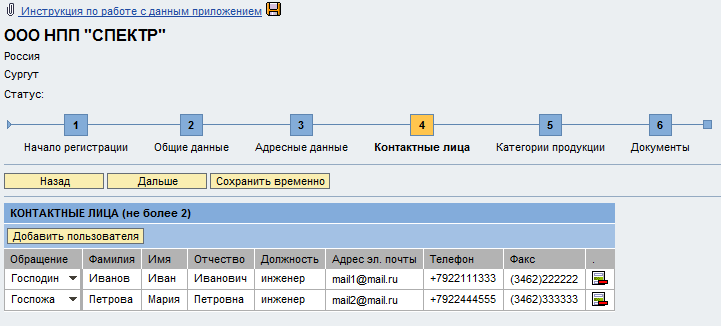 Инструкция по работе с данным приложением
ООО НПП "СПЕКТР"
Россия
Сургут
Статус:
1 2 3 4 5 6
Начало регистрации Общие данные Адресные данные Контактные лица Категории продукции Документы
Назад Дальше Сохранить временно
КОНТАКТНЫЕ ЛИЦА (не более 2)
Добавить пользователя
Обращение Фамилия Имя Отчество Должность Адрес эл. почты Телефон Факс .
Господин Иванов Иван Иванович инженер mail1@mail.ru +7922111333 (3462)222222
Госпожа Петрова Мария Петровна инженер mail2@mail.ru +7922444555 (3462)333333